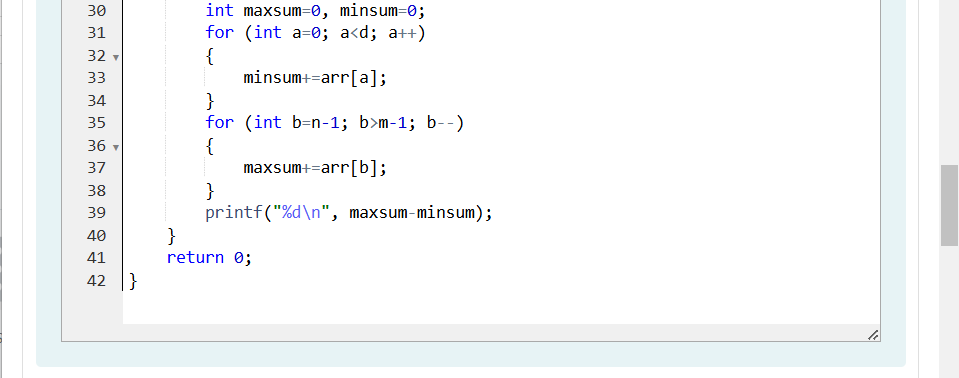 30 int maxsum=0, minsum=0;
31 for (int a=0; a<d; a++)
32 {
33 minsum+=arr[a];
34 }
35 for (int b=n-1; b>m-1; b--)
36 {
37 maxsum+=arr[b];
38 }
39 printf("%d\n", maxsum-minsum);
40 }
41 return 0;
42 }